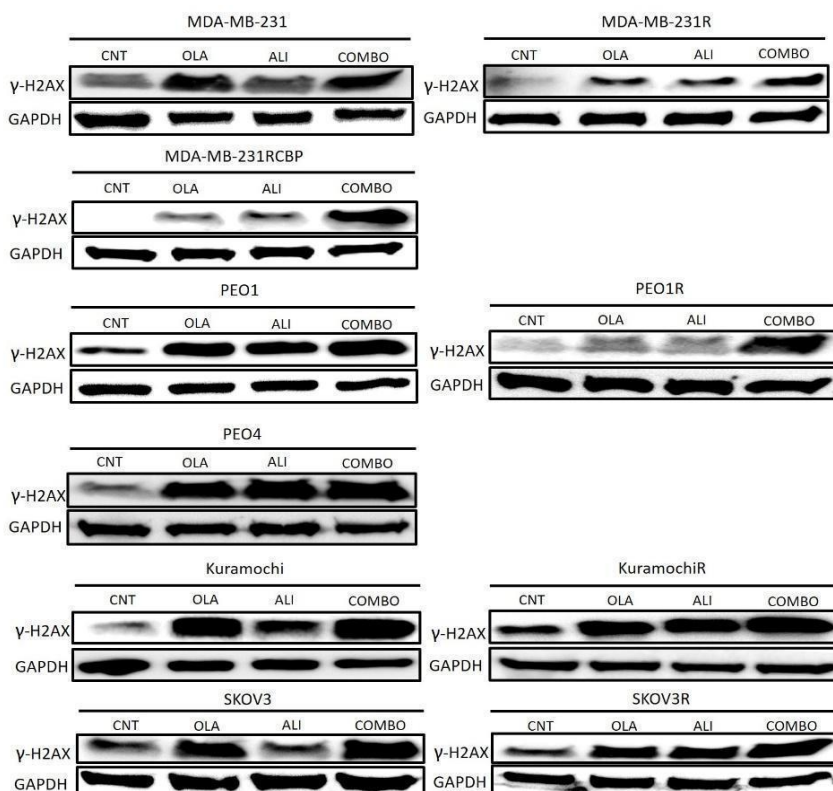 MDA-MB-231
CNT OLA ALI COMBO
γ-H2AX
GAPDH
MDA-MB-231R
CNT OLA ALI COMBO
γ-H2AX
GAPDH
MDA-MB-231RCBP
CNT OLA ALI COMBO
γ-H2AX
GAPDH
PEO1
CNT OLA ALI COMBO
γ-H2AX
GAPDH
PEO1R
CNT OLA ALI COMBO
γ-H2AX
GAPDH
PEO4
CNT OLA ALI COMBO
γ-H2AX
GAPDH
Kuramochi
CNT OLA ALI COMBO
γ-H2AX
GAPDH
KuramochiR
CNT OLA ALI COMBO
γ-H2AX
GAPDH
SKOV3
CNT OLA ALI COMBO
γ-H2AX
GAPDH
SKOV3R
CNT OLA ALI COMBO
γ-H2AX
GAPDH